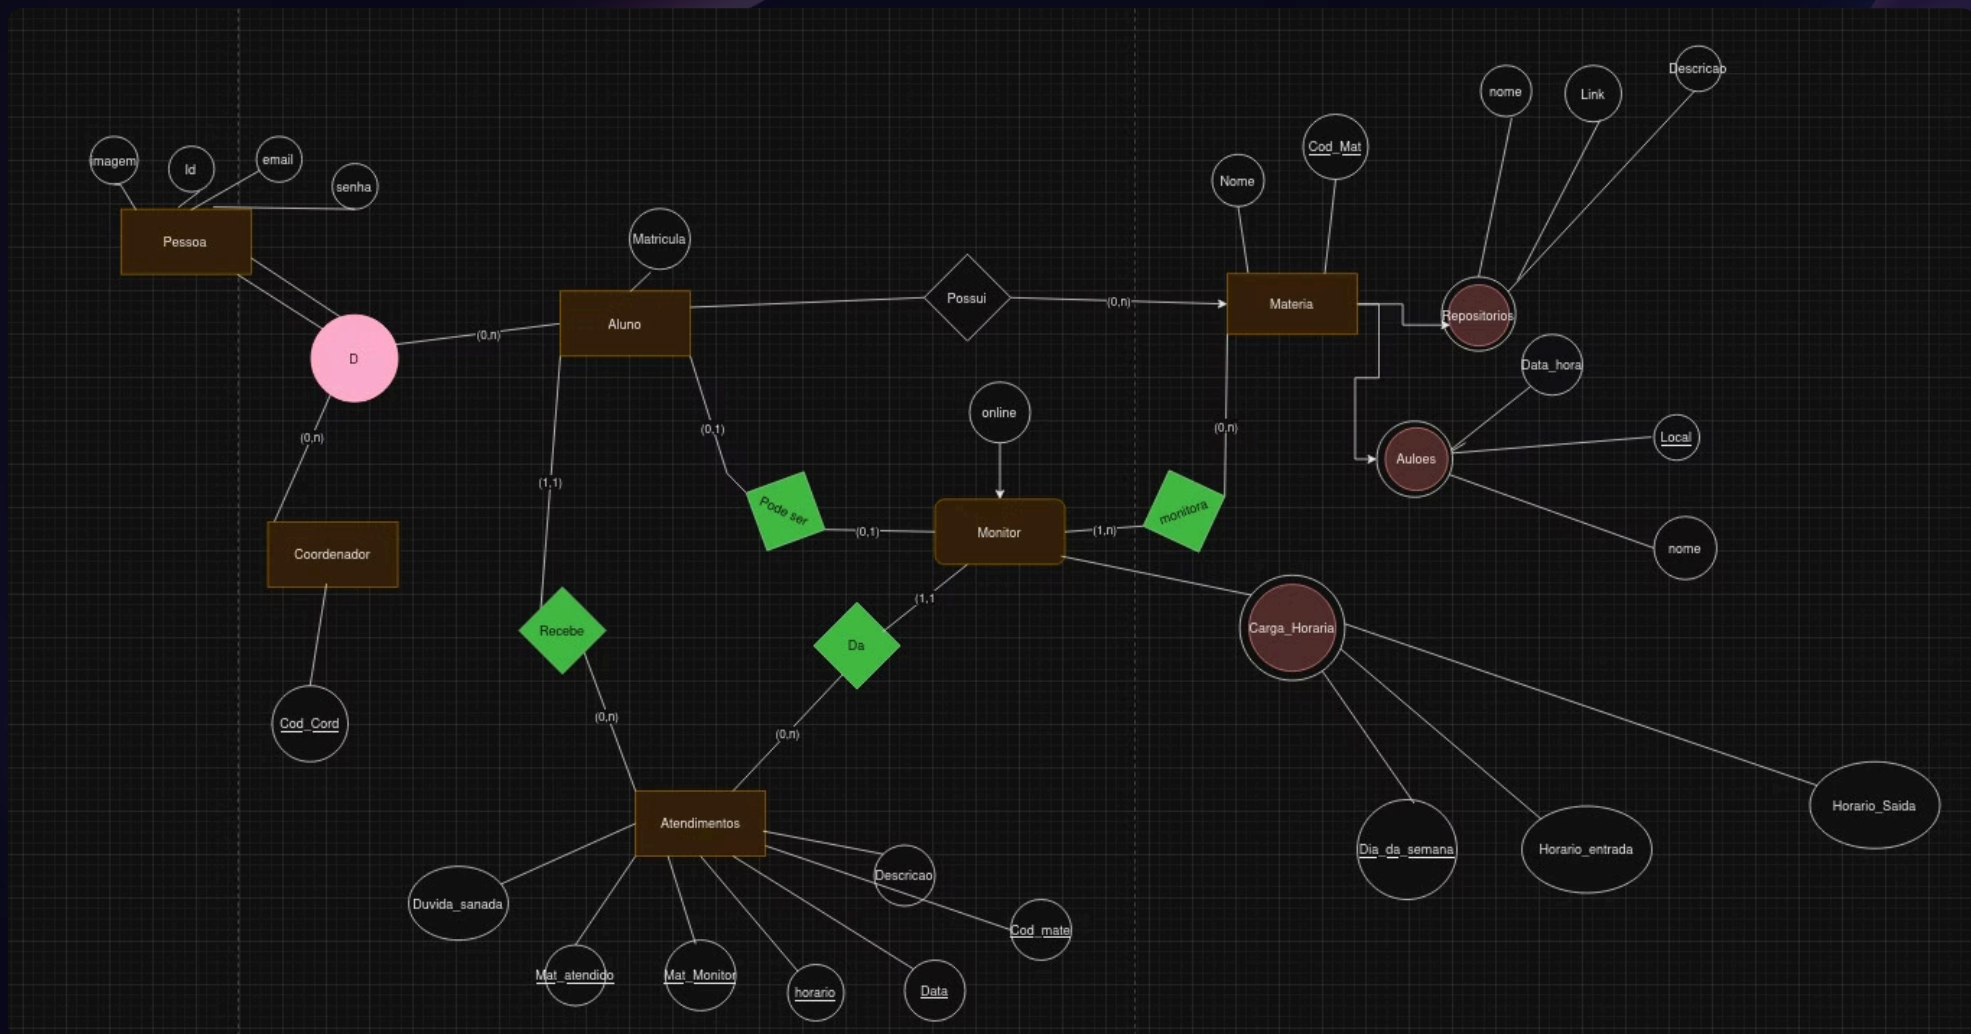 Descricao
nome
Link
Cod_Mat
imagem
Id
email
senha
Nome
Pessoa
Matricula
Possui
(0,n)
Materia
Repositorios
Aluno
(0,n)
D
Data_hora
online
(0,n)
(0,1)
(0,n)
Local
Auloes
(1,1)
Pode ser
(0,1)
Monitor
(1,n)
monitora
nome
Coordenador
(1,1
Recebe
Da
Carga_Horaria
(0,n)
(0,n)
Cod_Cord
Horario_Saida
Atendimentos
Dia_da_semana
Horario_entrada
Descricao
Duvida_sanada
Cod_mate
Mat_atendido
Mat_Monitor
horario
Data